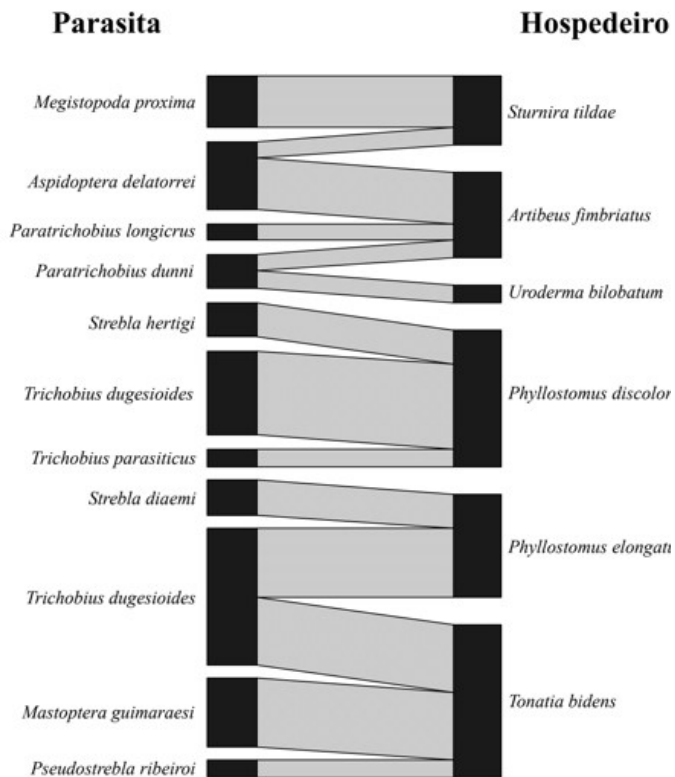 Parasita
Hospedeiro
Megistopoda proxima
Sturnira tildae
Aspidoptera delatorrei
Artibeus fimbriatus
Paratrichobius longicrus
Paratrichobius dunni
Uroderma bilobatum
Strebla hertigi
Trichobius dugesioides
Phyllostomus discolor
Trichobius parasiticus
Strebla diaemi
Phyllostomus elongatu
Trichobius dugesioides
Tonatia bidens
Mastoptera guimaraesi
Pseudostrebla ribeiroi